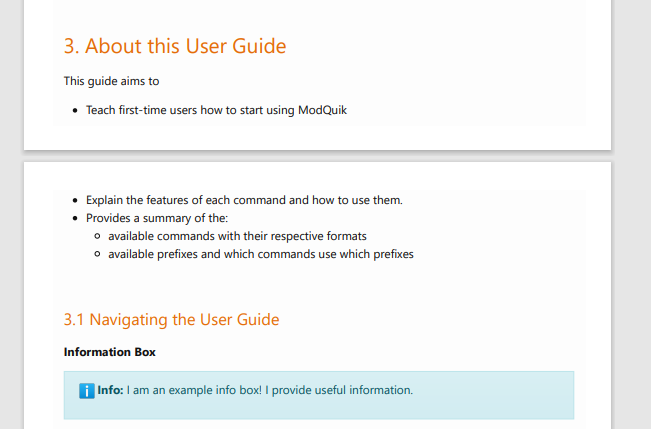 3. About this User Guide
This guide aims to
• Teach first-time users how to start using ModQuik
• Explain the features of each command and how to use them.
• Provides a summary of the:
○ available commands with their respective formats
○ available prefixes and which commands use which prefixes
3.1 Navigating the User Guide
Information Box
ℹ️ Info: I am an example info box! I provide useful information.